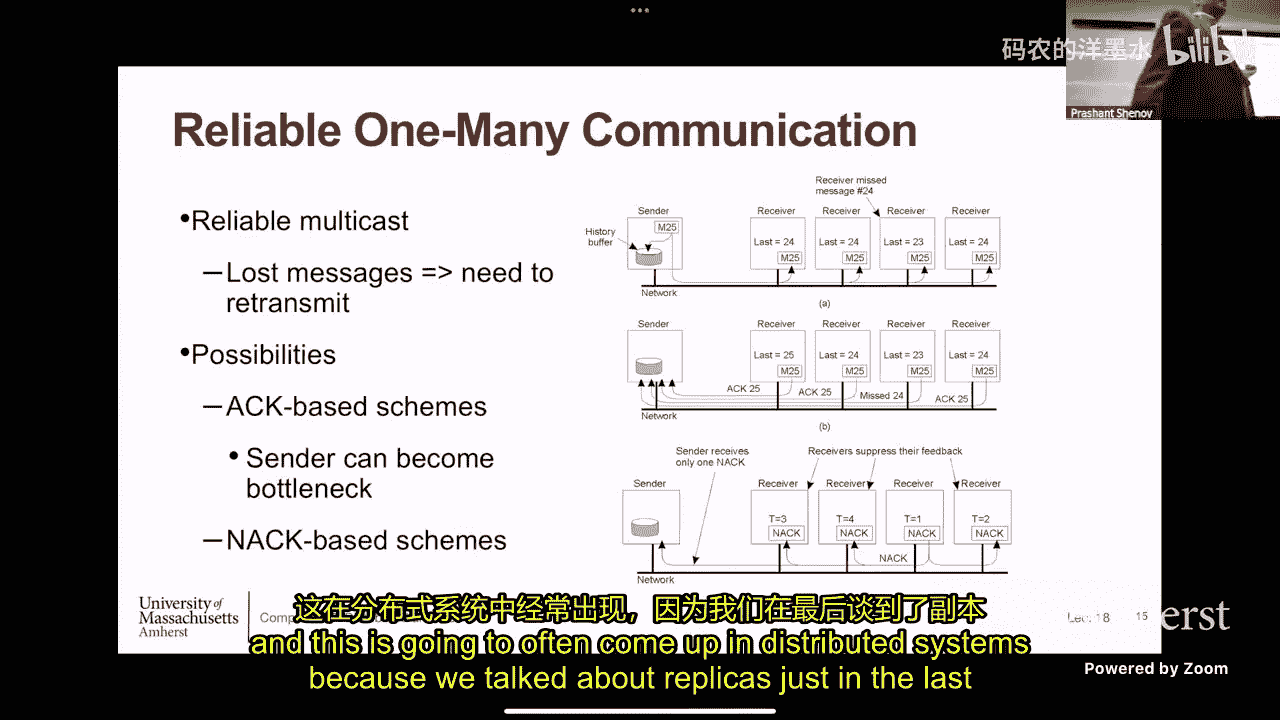 码农的洋墨水 bilibili
Prashant Shenoy
Reliable One-Many Communication
•Reliable multicast
–Lost messages => need to
retransmit
•Possibilities
–ACK-based schemes
•Sender can become
bottleneck
–NACK-based schemes
Receiver missed
message #24
Sender
Receiver
Receiver
Receiver
Receiver
History
buffer
M25
Last = 24
Last = 24
Last = 23
Last = 24
M25
M25
M25
M25
Network
(a)
Sender
Receiver
Receiver
Receiver
Receiver
Last = 25
Last = 24
Last = 23
Last = 24
M25
M25
M25
M25
ACK 25
ACK 25
Missed 24
ACK 25
Network
(b)
Sender receives
only one NACK
Receivers suppress their feedback
Sender
Receiver
Receiver
Receiver
Receiver
T=3
T=4
T=1
T=2
NACK
NACK
NACK
NACK
NACK
Network
University of
Massachusetts
Amherst
15
这在分布式系统中经常出现，因为我们在最后谈到了副本
and this is going to often come up in distributed systems
because we talked about replicas just in the last
Powered by Zoom